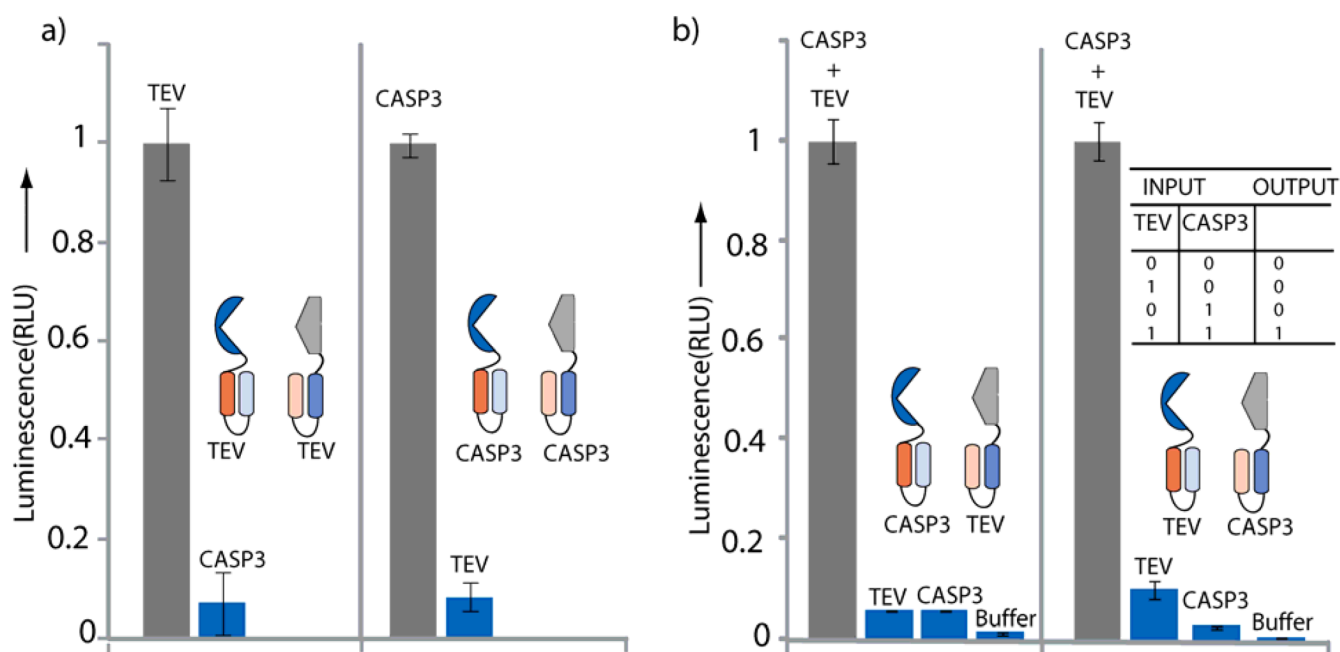 a)
Luminescence(RLU)
1
0.8
0.6
0.4
0.2
0
TEV
CASP3
TEV TEV
CASP3
TEV
CASP3 CASP3
b)
Luminescence(RLU)
1
0.8
0.6
0.4
0.2
0
CASP3
+
TEV
TEV CASP3 Buffer
CASP3 TEV
CASP3
+
TEV
TEV
CASP3
Buffer
TEV CASP3
INPUT OUTPUT
TEV CASP3
0 0 0
1 0 0
0 1 0
1 1 1